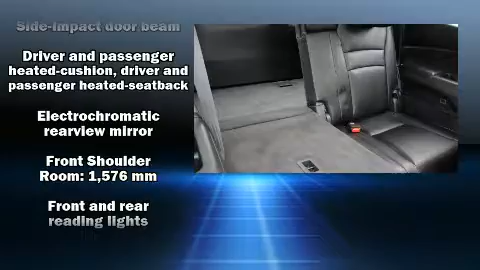 Side-Impact door beam
Driver and passenger
heated-cushion, driver and
passenger heated-seatback
Electrochromatic
rearview mirror
Front Shoulder
Room: 1,576 mm
Front and rear
reading lights